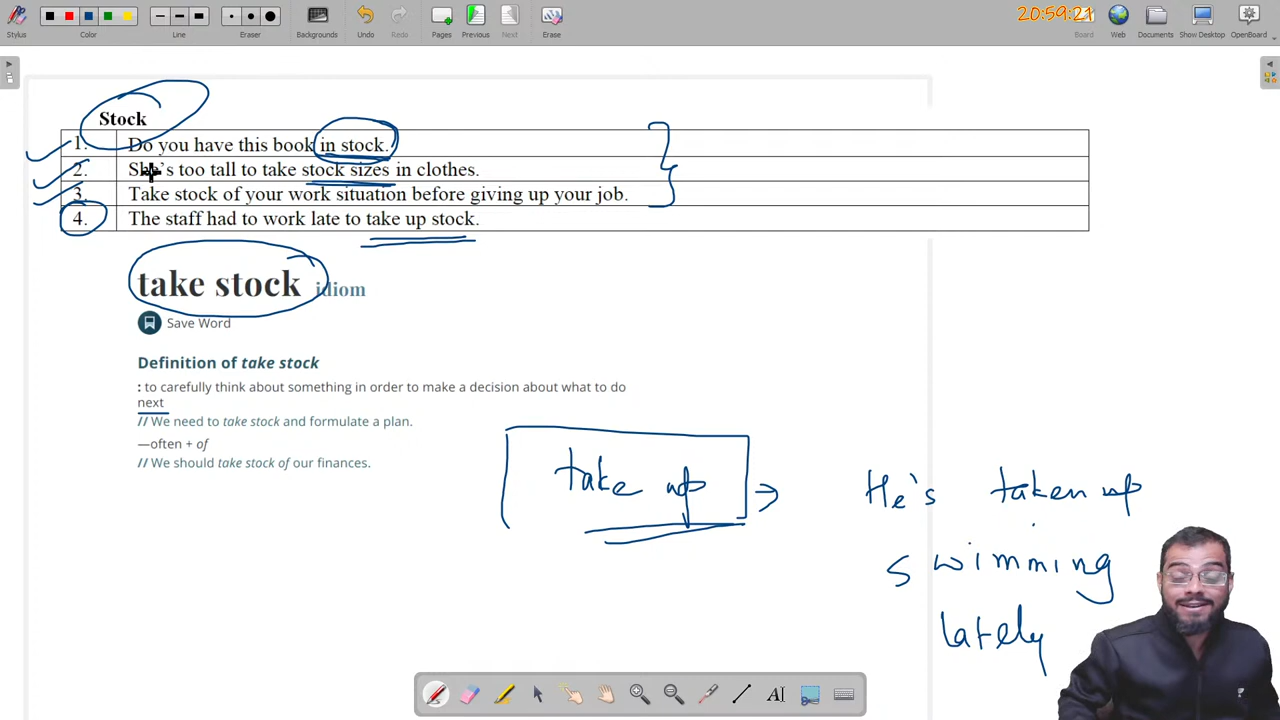 20:59:21
Stylus Color Line Eraser Backgrounds Undo Redo Pages Previous Next Erase Board Web Documents Show Desktop OpenBoard
Stock
1. Do you have this book in stock.
2. She's too tall to take stock sizes in clothes.
3. Take stock of your work situation before giving up your job.
4. The staff had to work late to take up stock.
take stock idiom
Save Word
Definition of take stock
: to carefully think about something in order to make a decision about what to do
next
// We need to take stock and formulate a plan.
—often + of
// We should take stock of our finances.
take up → He's taken up
swimming
lately